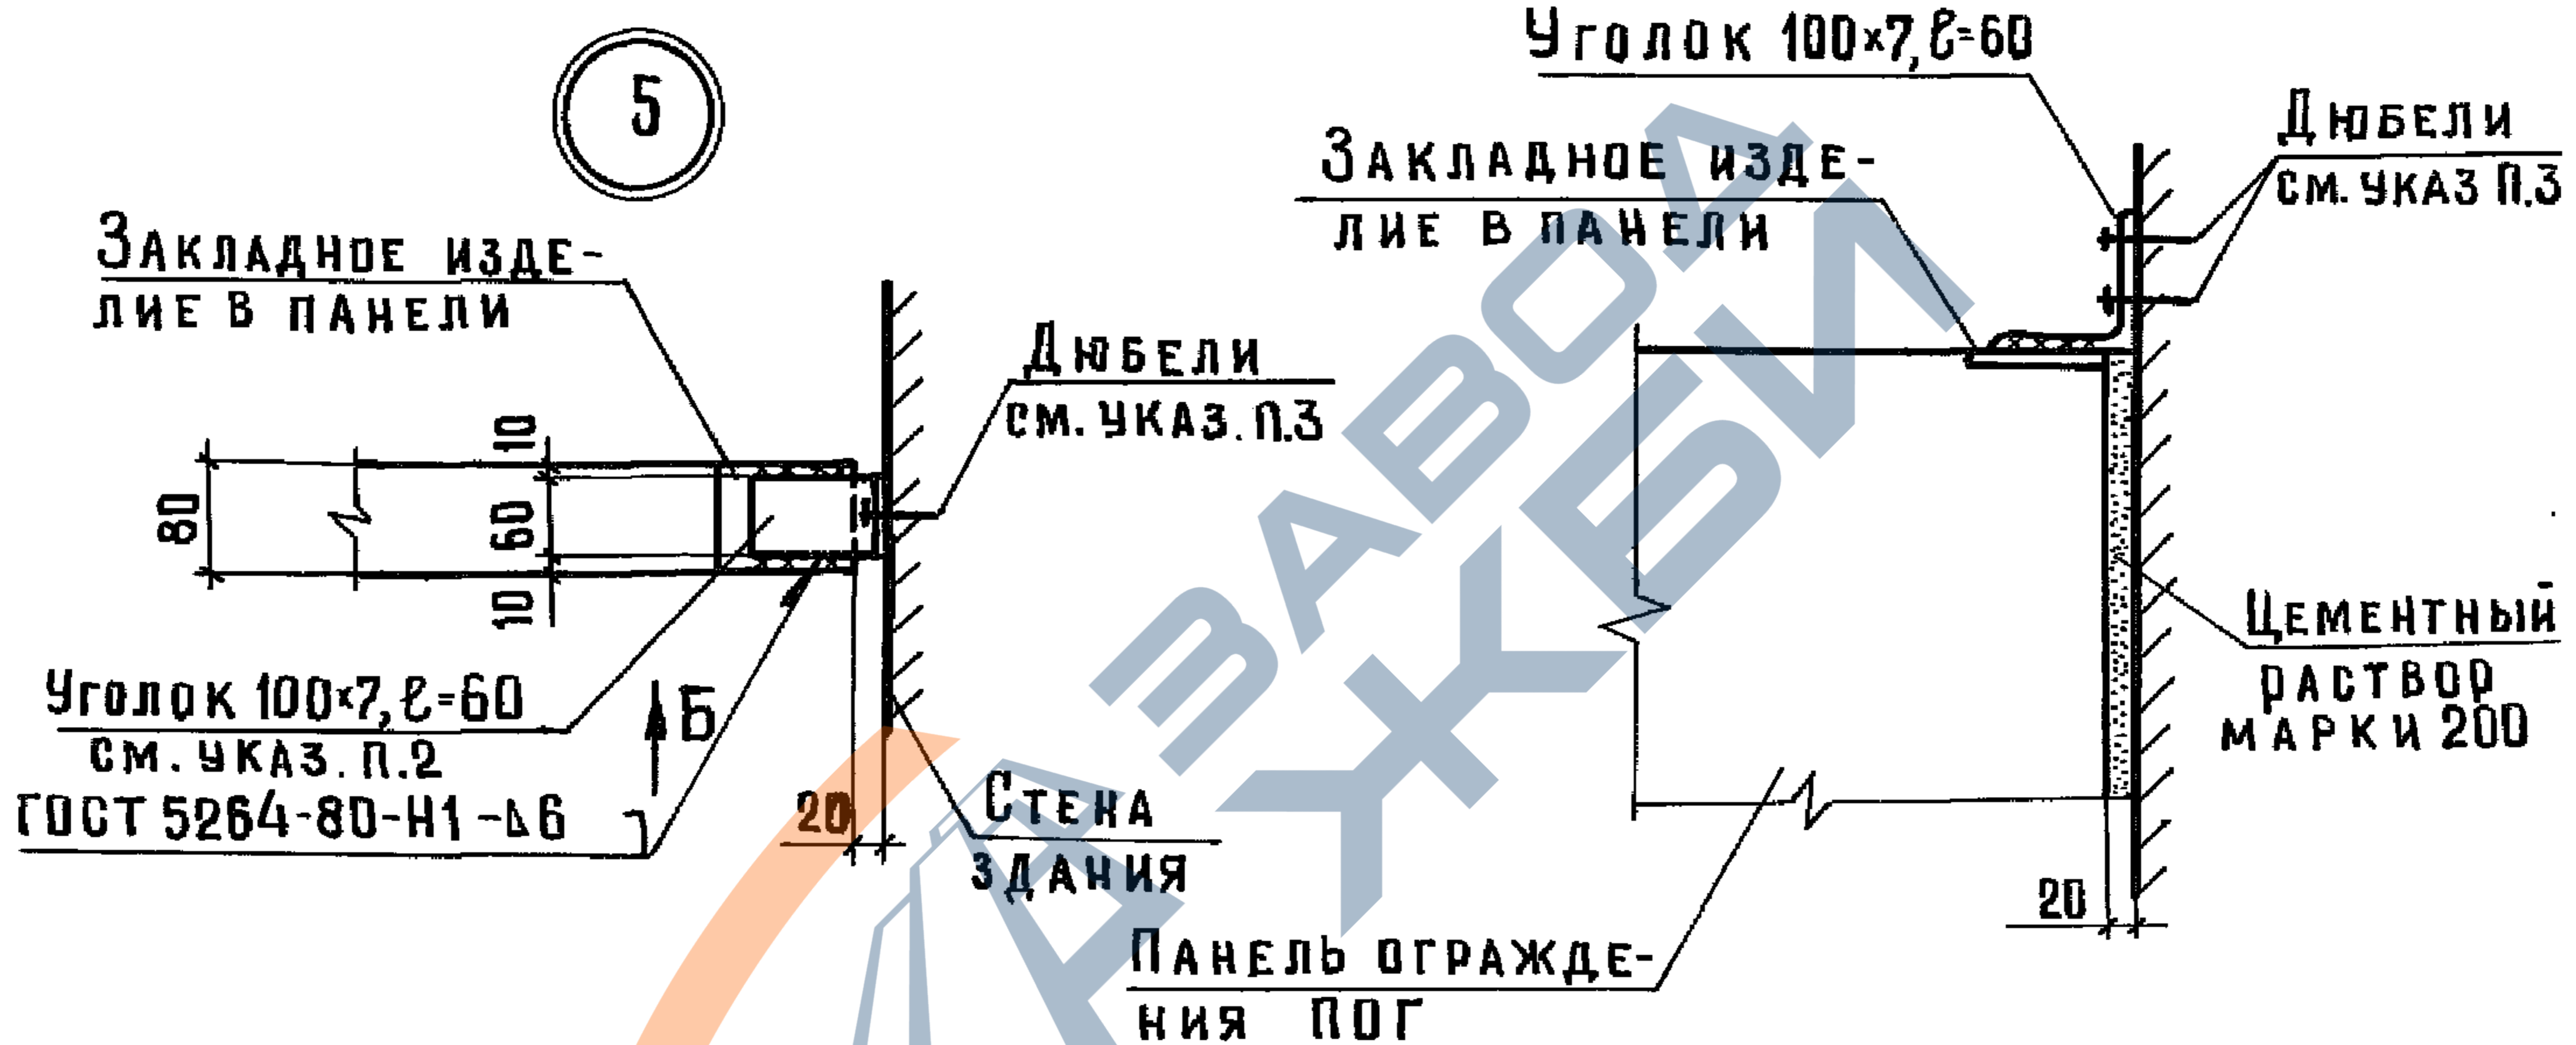 5
Закладное изде-
лие в панели
Дюбели
см. указ. п.3
10
80
60
10
Уголок 100×7, ℓ=60
см. указ. п.2
ГОСТ 5264-80-Н1-⊿6
Б
20
Стена
здания
Уголок 100×7, ℓ=60
Закладное изде-
лие в панели
Дюбели
см. указ п.3
Цементный
раствор
марки 200
20
Панель огражде-
ния ПОГ
ЗАВОД
ЖБИ